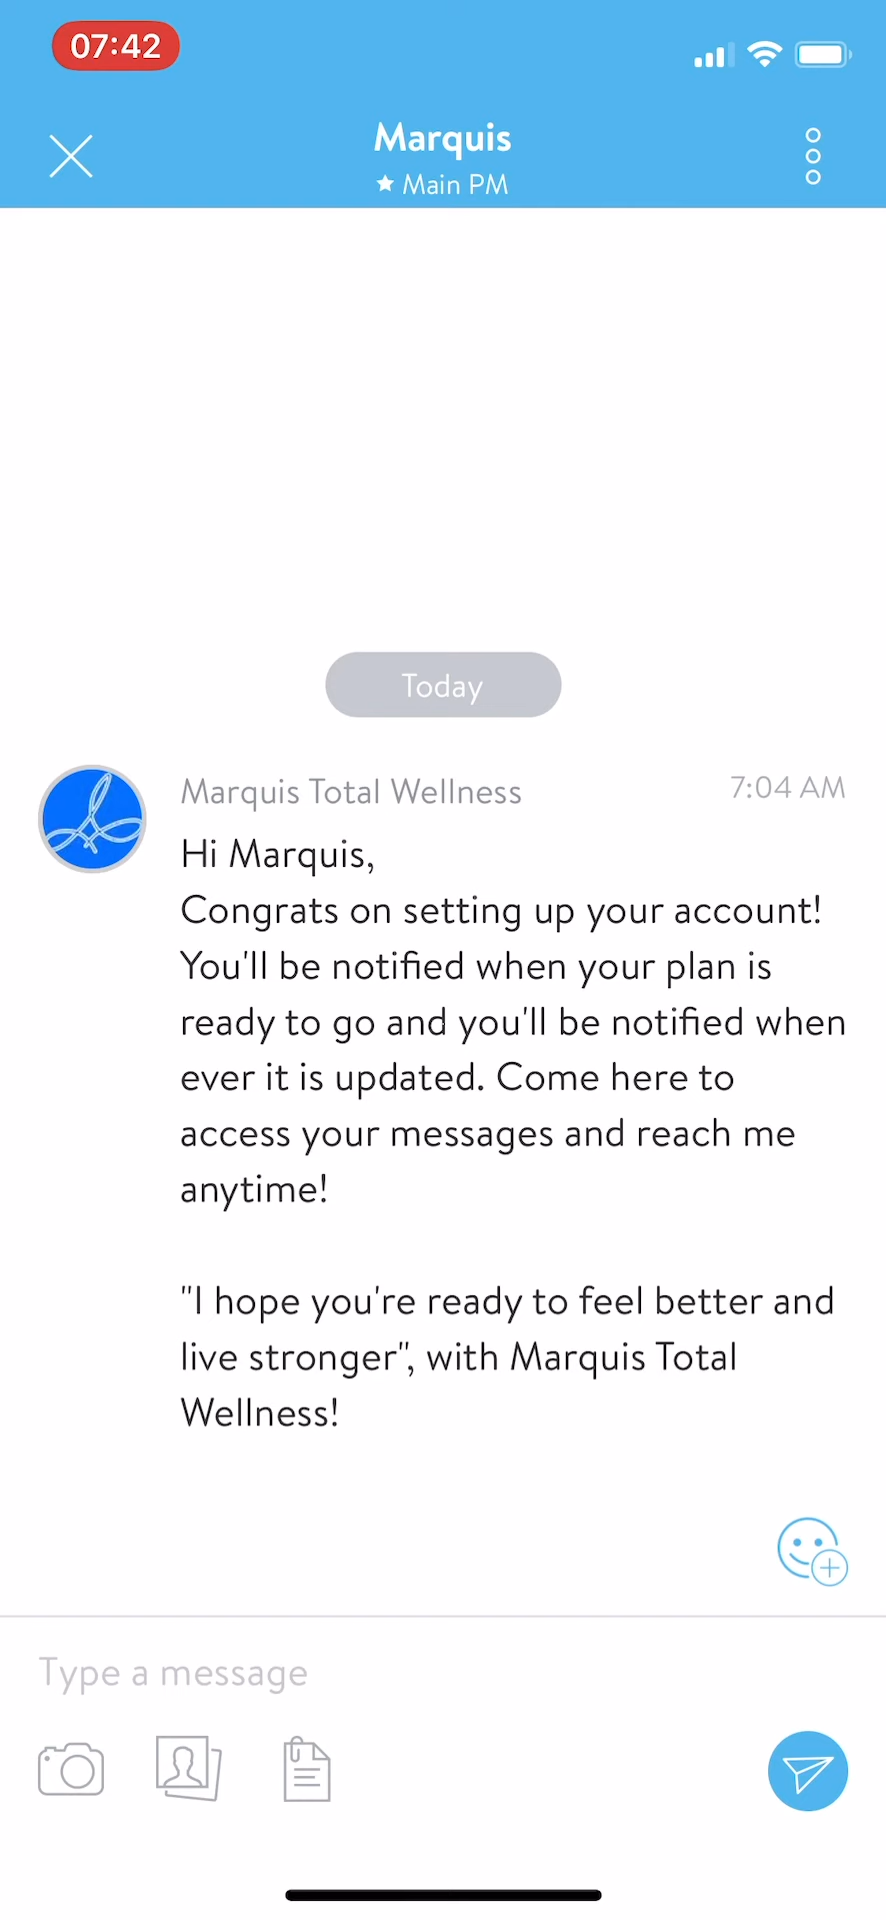 07:42
Marquis
★ Main PM
Today
Marquis Total Wellness
7:04 AM
Hi Marquis,
Congrats on setting up your account!
You'll be notified when your plan is
ready to go and you'll be notified when
ever it is updated. Come here to
access your messages and reach me
anytime!
"I hope you're ready to feel better and
live stronger", with Marquis Total
Wellness!
Type a message